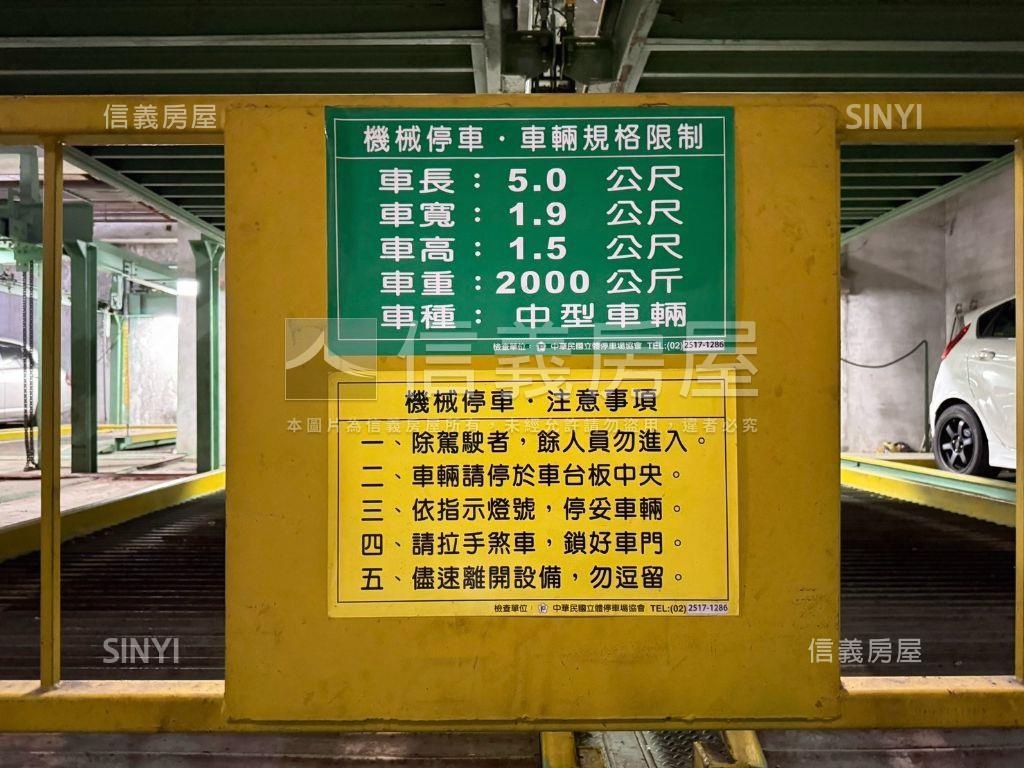 信義房屋
SINYI
機械停車・車輛規格限制
車長：5.0 公尺
車寬：1.9 公尺
車高：1.5 公尺
車重：2000 公斤
車種：中型車輛
檢查單位： 中華民國立體停車場協會 TEL:(02)2517-1286
信義房屋
機械停車・注意事項
本圖片為信義房屋所有，未經允許請勿盜用，違者必究
一、除駕駛者，餘人員勿進入。
二、車輛請停於車台板中央。
三、依指示燈號，停妥車輛。
四、請拉手煞車，鎖好車門。
五、儘速離開設備，勿逗留。
檢查單位： 中華民國立體停車場協會 TEL:(02)2517-1286
SINYI
信義房屋